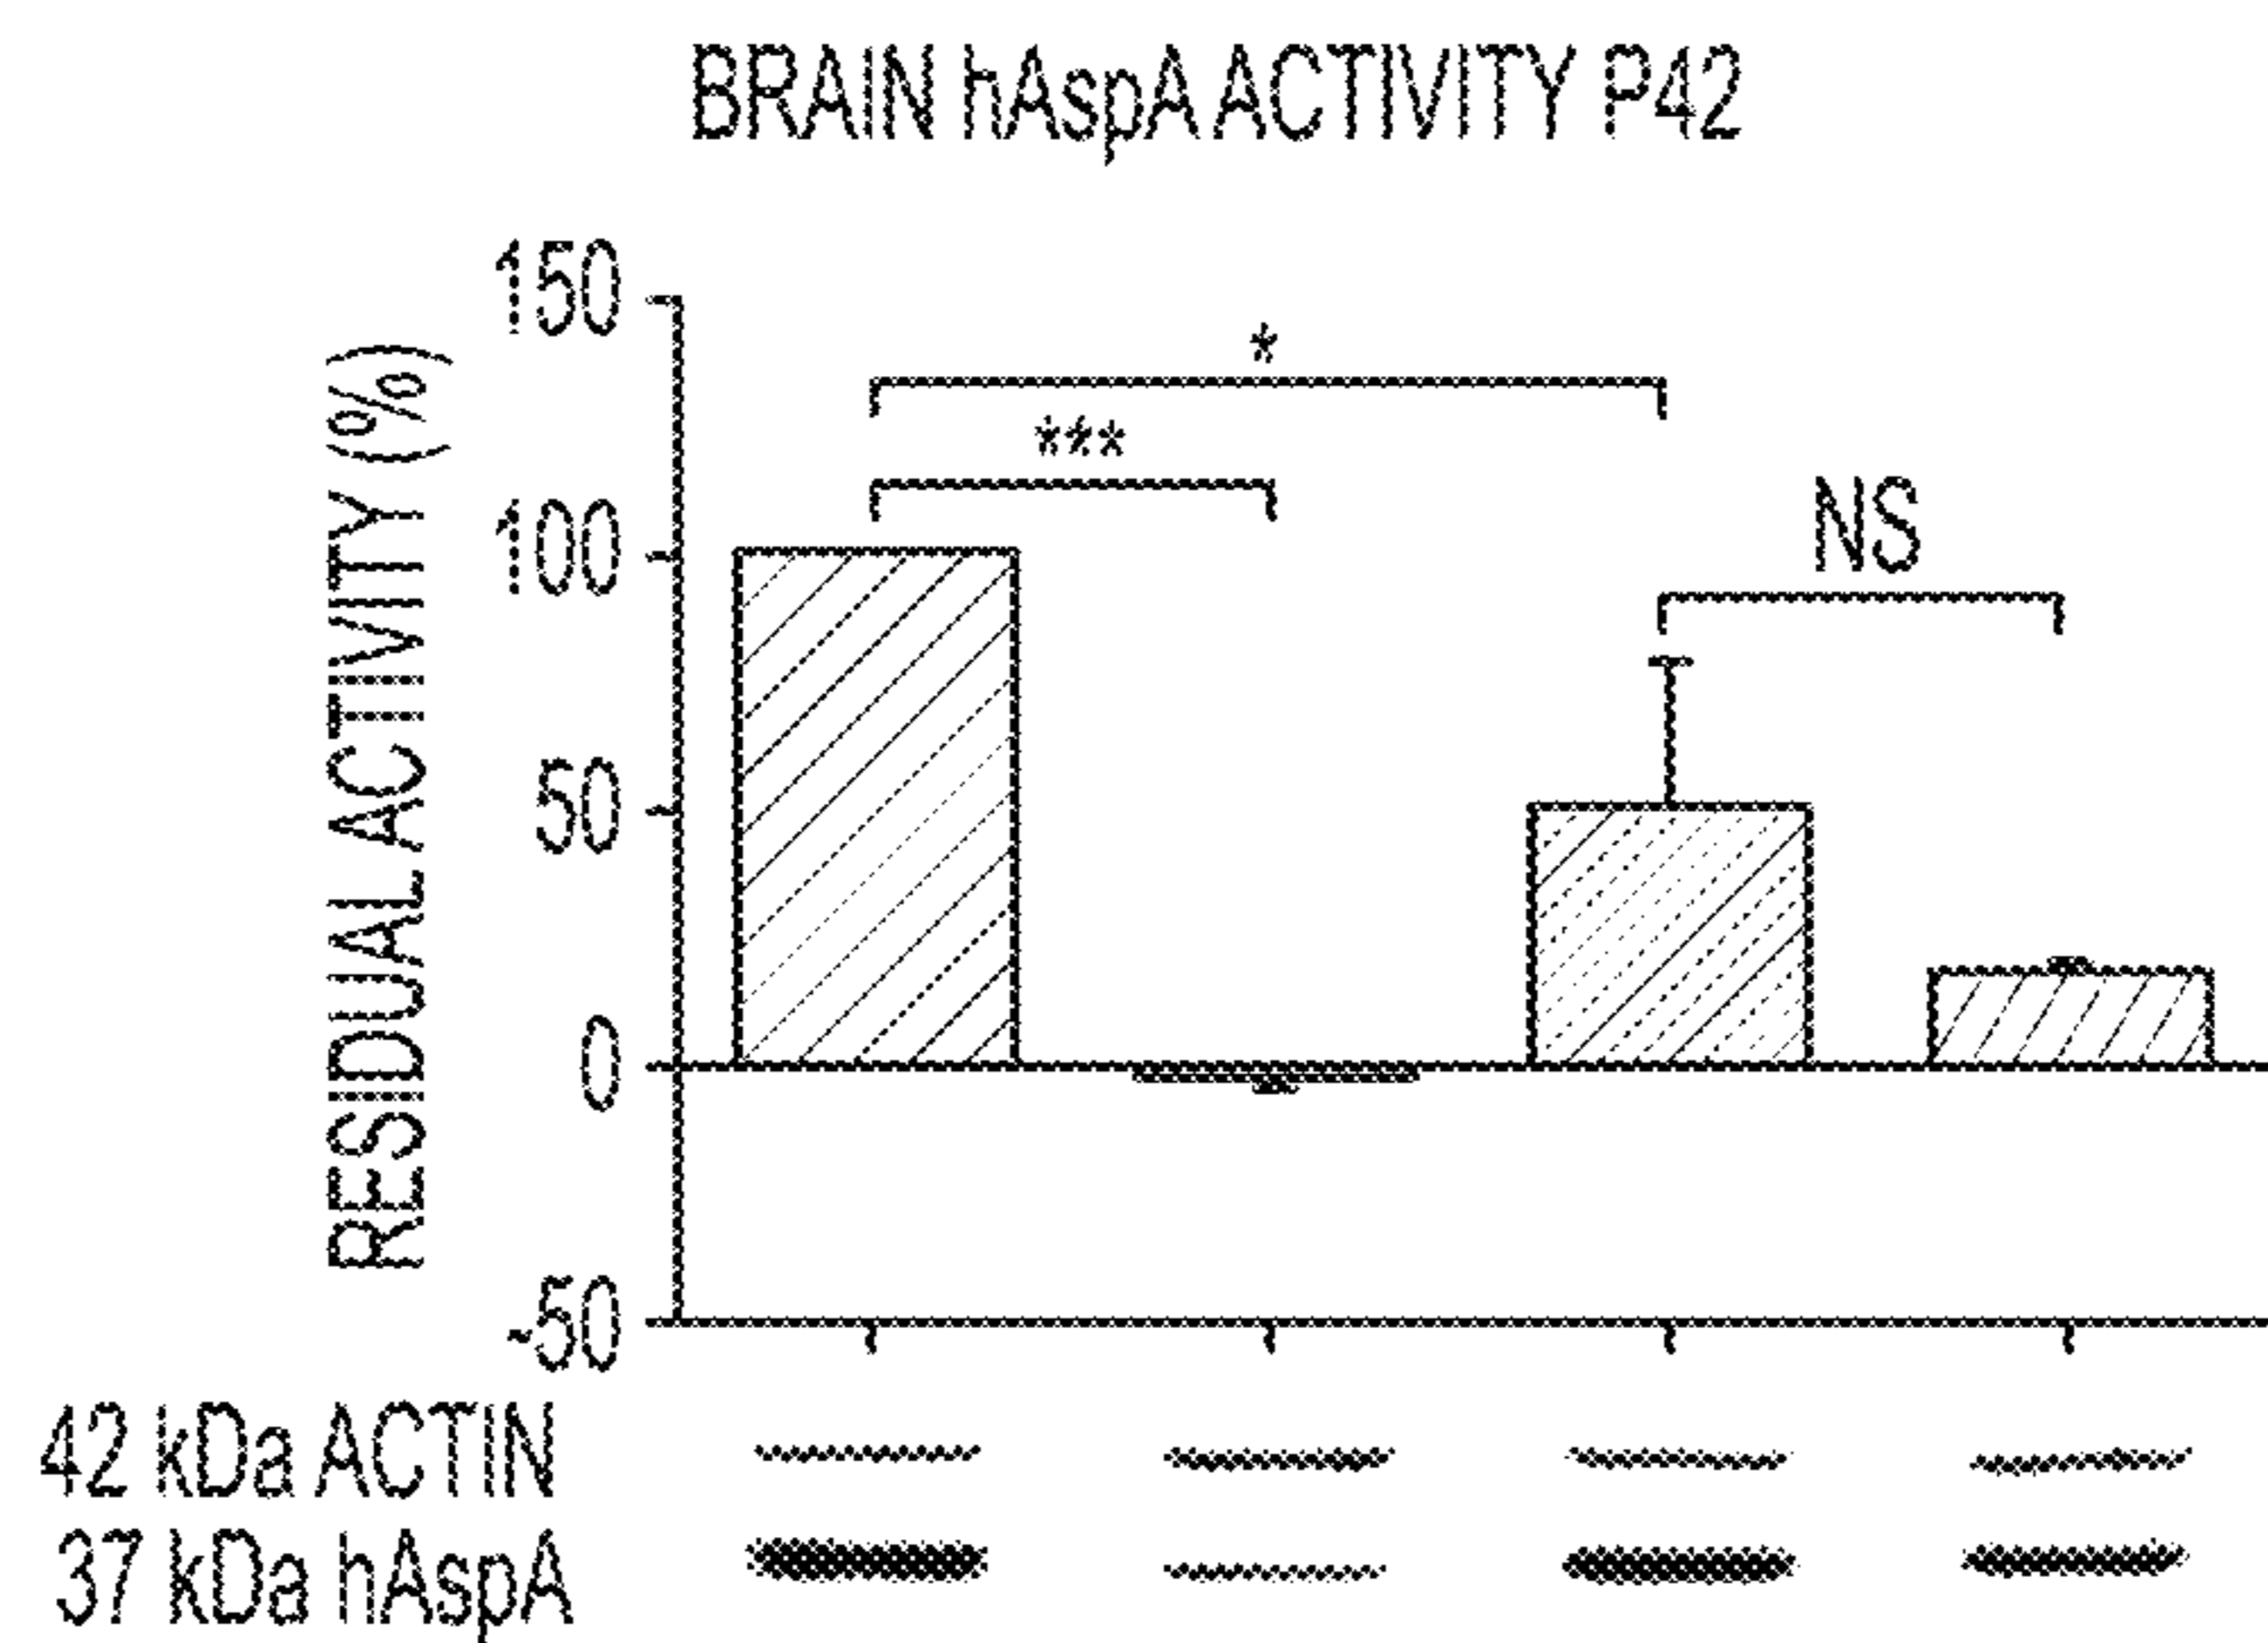 BRAIN hAspA ACTIVITY P42
RESIDUAL ACTIVITY (%)
150
100
50
0
-50
*
***
NS
42 kDa ACTIN
37 kDa hAspA